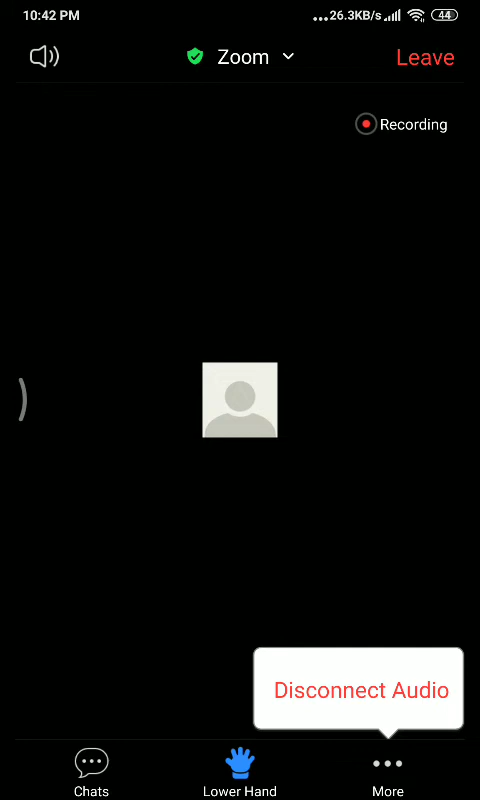 10:42 PM
...26.3KB/s
44
Zoom
Leave
Recording
Disconnect Audio
Chats
Lower Hand
More